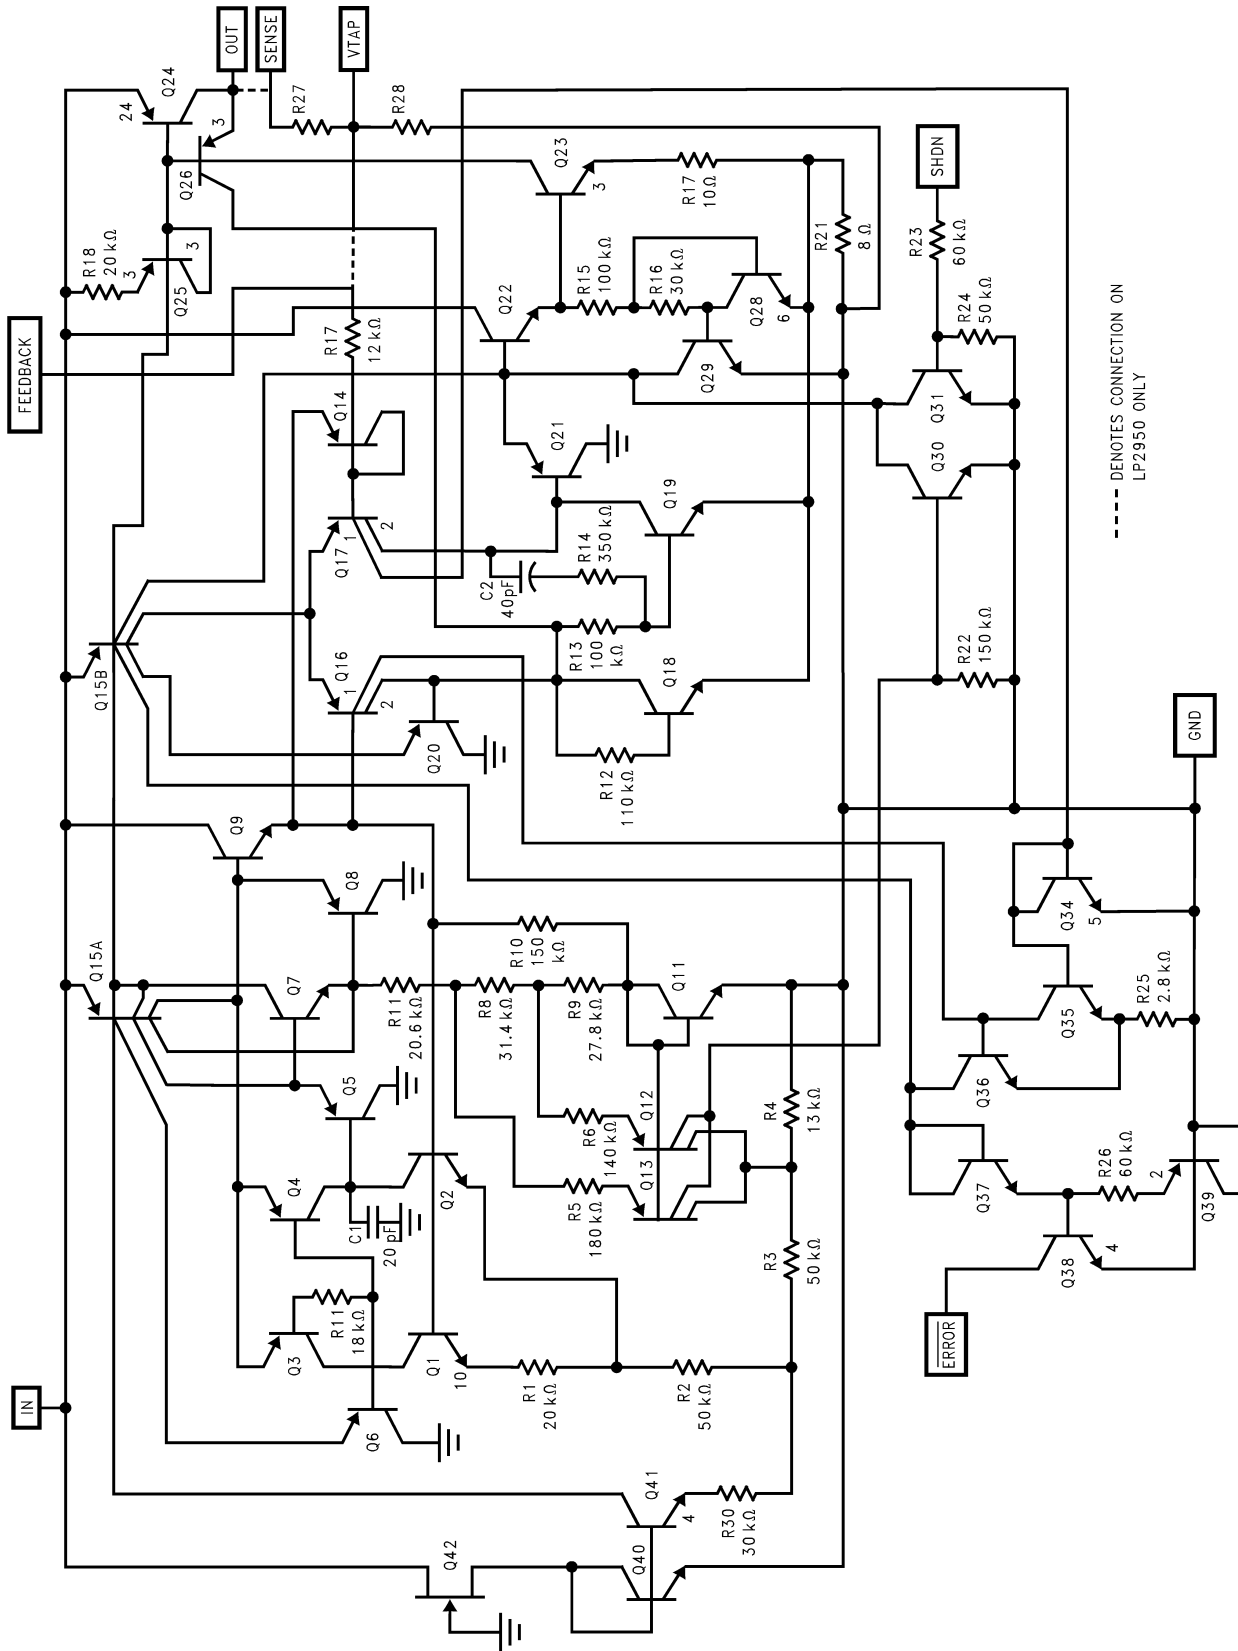 IN
FEEDBACK
Q15A
Q15B
R18
20 kΩ
3
Q25
3
24
Q24
Q26
3
OUT
SENSE
Q3
Q4
Q7
Q9
R11
18 kΩ
Q5
Q8
C1
20 pF
Q6
Q16
1
2
Q17
1
2
Q14
R17
12 kΩ
R27
VTAP
R28
Q42
Q1
10
Q2
R11
20.6 kΩ
Q20
C2
40pF
R14
350 kΩ
Q21
Q22
R8
31.4 kΩ
R10
150
kΩ
R1
20 kΩ
R5
180 kΩ
R6
140 kΩ
R9
27.8 kΩ
R12
110 kΩ
R13
100
kΩ
R15
100 kΩ
Q23
3
Q40
Q41
4
Q13
Q12
Q11
Q18
Q19
R16
30 kΩ
R2
50 kΩ
Q29
Q28
6
R17
10Ω
R30
30 kΩ
R3
50 kΩ
R4
13 kΩ
R21
8 Ω
ERROR
Q37
Q36
Q30
Q31
R22
150 kΩ
R23
60 kΩ
R24
50 kΩ
SHDN
Q38
4
R26
60 kΩ
2
Q39
Q35
R25
2.8 kΩ
Q34
5
GND
DENOTES CONNECTION ON
LP2950 ONLY